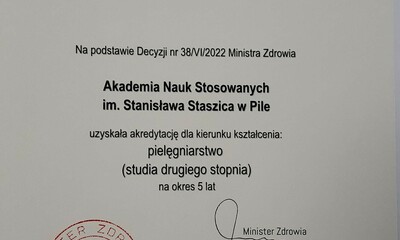 Na podstawie Decyzji nr 38/VI/2022 Ministra Zdrowia
Akademia Nauk Stosowanych
im. Stanisława Staszica w Pile
uzyskała akredytację dla kierunku kształcenia:
pielęgniarstwo
(studia drugiego stopnia)
na okres 5 lat
Minister Zdrowia